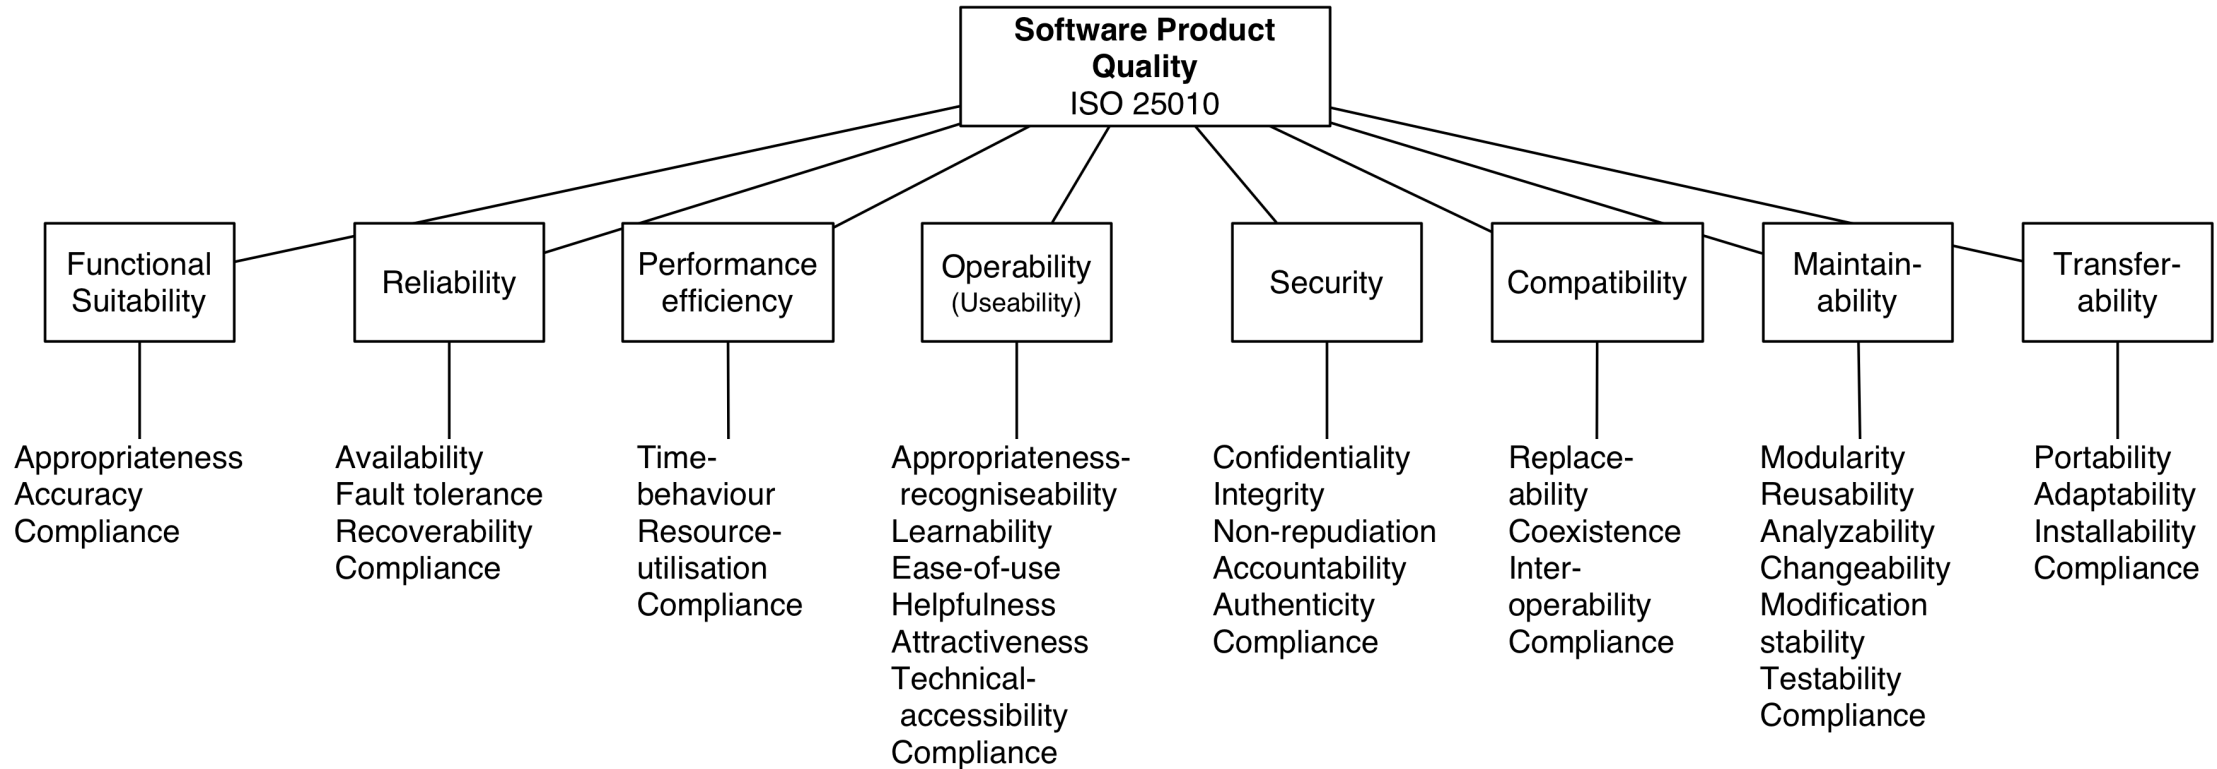 Software Product
Quality
ISO 25010
Functional
Suitability
Reliability
Performance
efficiency
Operability
(Useability)
Security
Compatibility
Maintain-
ability
Transfer-
ability
Appropriateness
Accuracy
Compliance
Availability
Fault tolerance
Recoverability
Compliance
Time-
behaviour
Resource-
utilisation
Compliance
Appropriateness-
recogniseability
Learnability
Ease-of-use
Helpfulness
Attractiveness
Technical-
accessibility
Compliance
Confidentiality
Integrity
Non-repudiation
Accountability
Authenticity
Compliance
Replace-
ability
Coexistence
Inter-
operability
Compliance
Modularity
Reusability
Analyzability
Changeability
Modification
stability
Testability
Compliance
Portability
Adaptability
Installability
Compliance